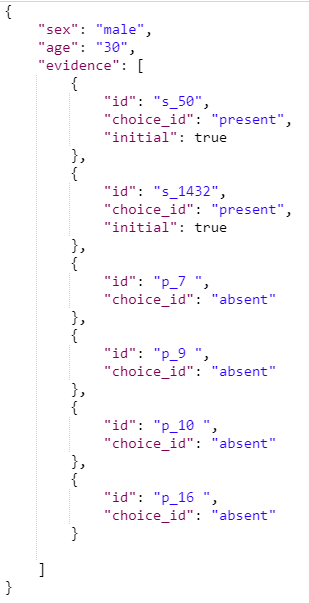 {
    "sex": "male",
    "age": "30",
    "evidence": [
        {
            "id": "s_50",
            "choice_id": "present",
            "initial": true
        },
        {
            "id": "s_1432",
            "choice_id": "present",
            "initial": true
        },
        {
            "id": "p_7 ",
            "choice_id": "absent"
        },
        {
            "id": "p_9 ",
            "choice_id": "absent"
        },
        {
            "id": "p_10 ",
            "choice_id": "absent"
        },
        {
            "id": "p_16 ",
            "choice_id": "absent"
        }

    ]
}